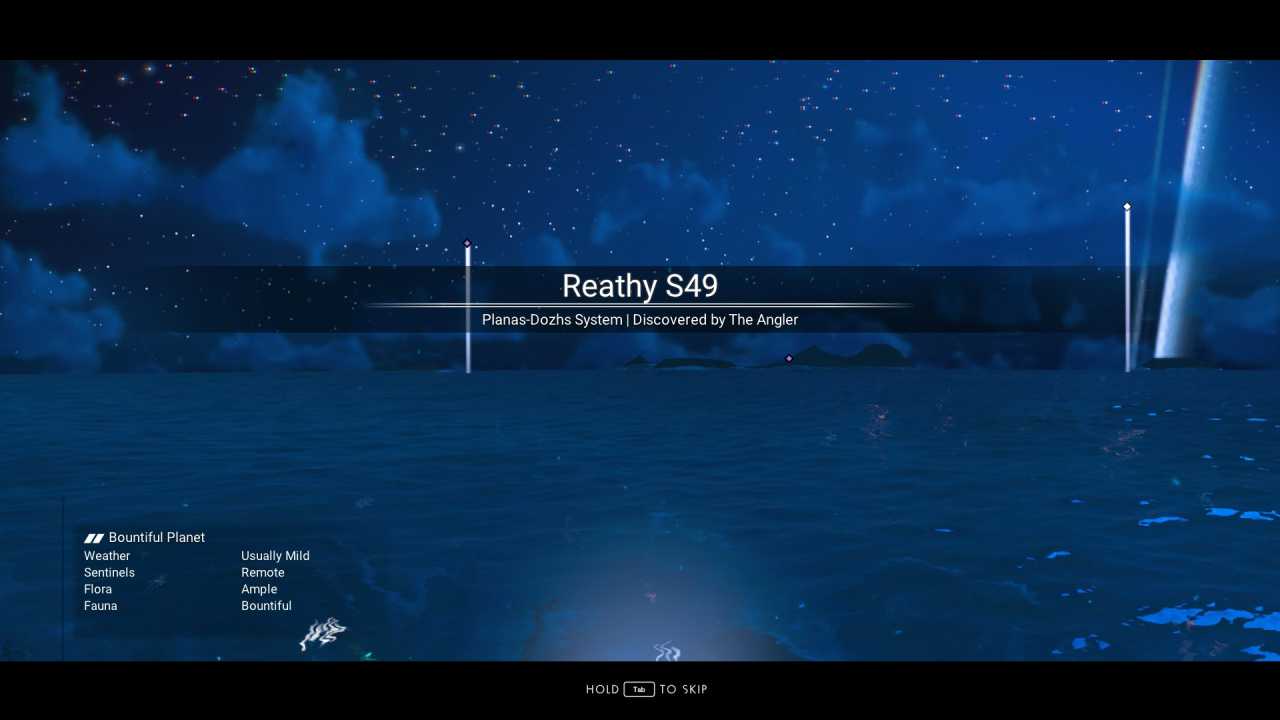 Reathy S49
Planas-Dozhs System | Discovered by The Angler
Bountiful Planet
Weather Usually Mild
Sentinels Remote
Flora Ample
Fauna Bountiful
HOLD Tab TO SKIP